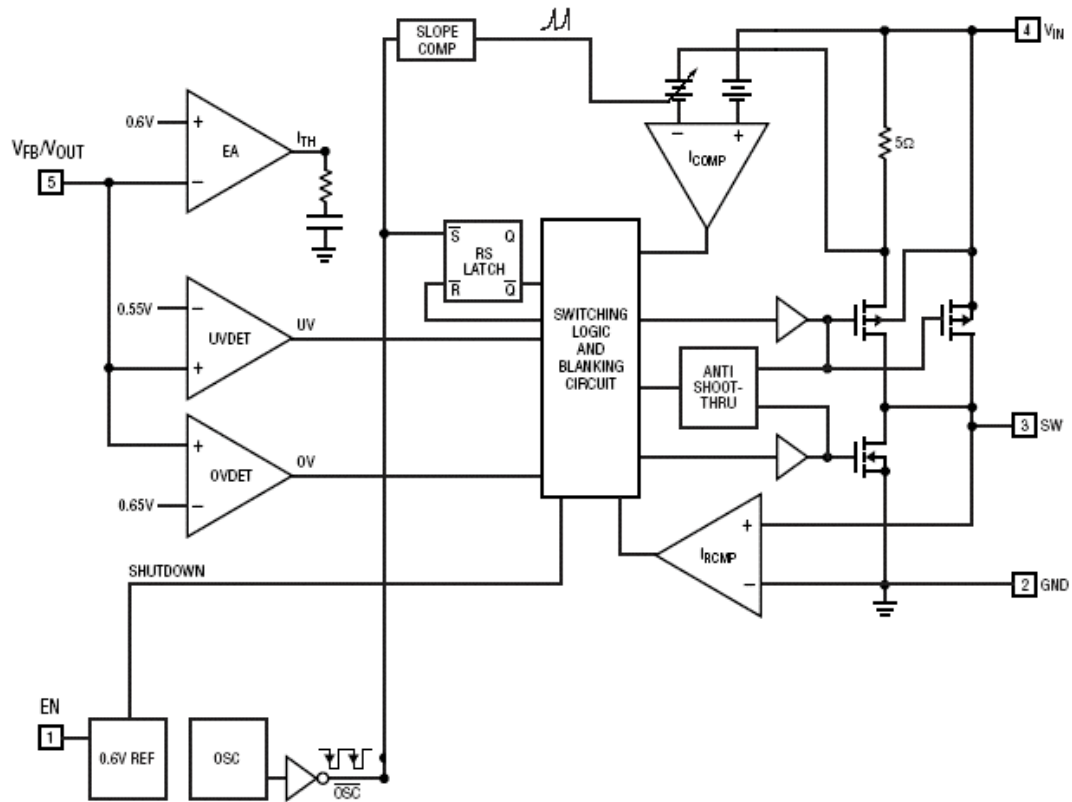 SLOPE
COMP
4 VIN
0.6V
+
EA
−
ITH
VFB/VOUT
5
−
+
ICOMP
5Ω
S̅ Q
RS
LATCH
R̅ Q̅
SWITCHING
LOGIC
AND
BLANKING
CIRCUIT
0.55V
−
UVDET
+
UV
ANTI
SHOOT-
THRU
3 SW
+
OVDET
−
OV
0.65V
+
IRCMP
−
SHUTDOWN
2 GND
EN
1
0.6V REF
OSC
O̅S̅C̅